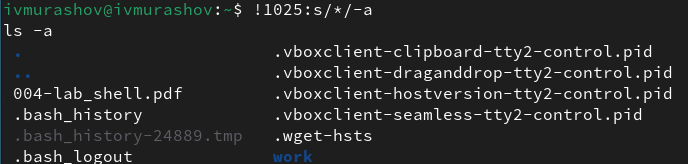 ivmurashov@ivmurashov:~$ !1025:s/*/-a
ls -a
. .vboxclient-clipboard-tty2-control.pid
.. .vboxclient-draganddrop-tty2-control.pid
004-lab_shell.pdf .vboxclient-hostversion-tty2-control.pid
.bash_history .vboxclient-seamless-tty2-control.pid
.bash_history-24889.tmp .wget-hsts
.bash_logout work